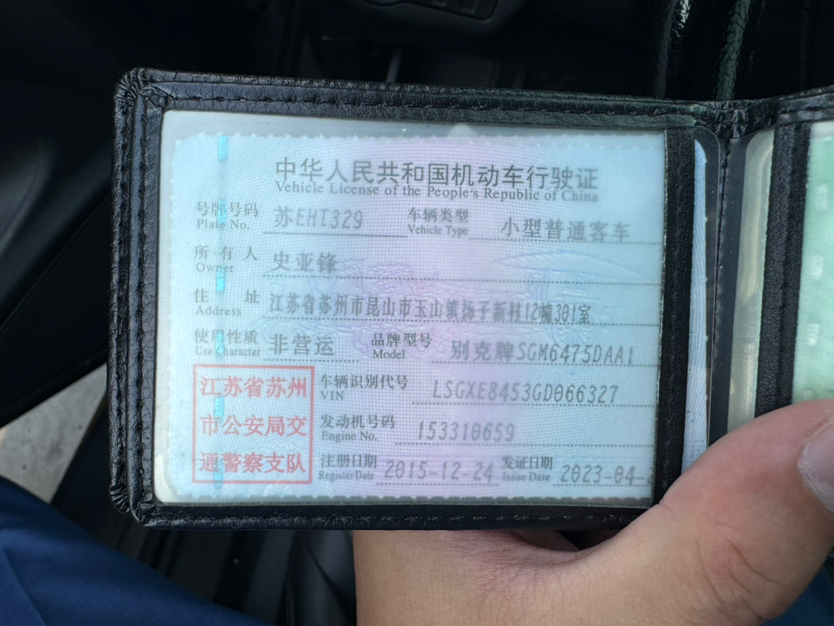 中华人民共和国机动车行驶证
Vehicle License of the People's Republic of China
号牌号码 苏EHT329 车辆类型 小型普通客车
Plate No. Vehicle Type
所有人 史亚锋
Owner
住址 江苏省苏州市昆山市玉山镇扬子新村12幢301室
Address
使用性质 非营运 品牌型号 别克牌SGM6475DAA1
Use Character Model
车辆识别代号 LSGXE8453GD066327
VIN
发动机号码 153310659
Engine No.
注册日期 2015-12-24 发证日期 2023-04-
Register Date Issue Date
江苏省苏州
市公安局交
通警察支队